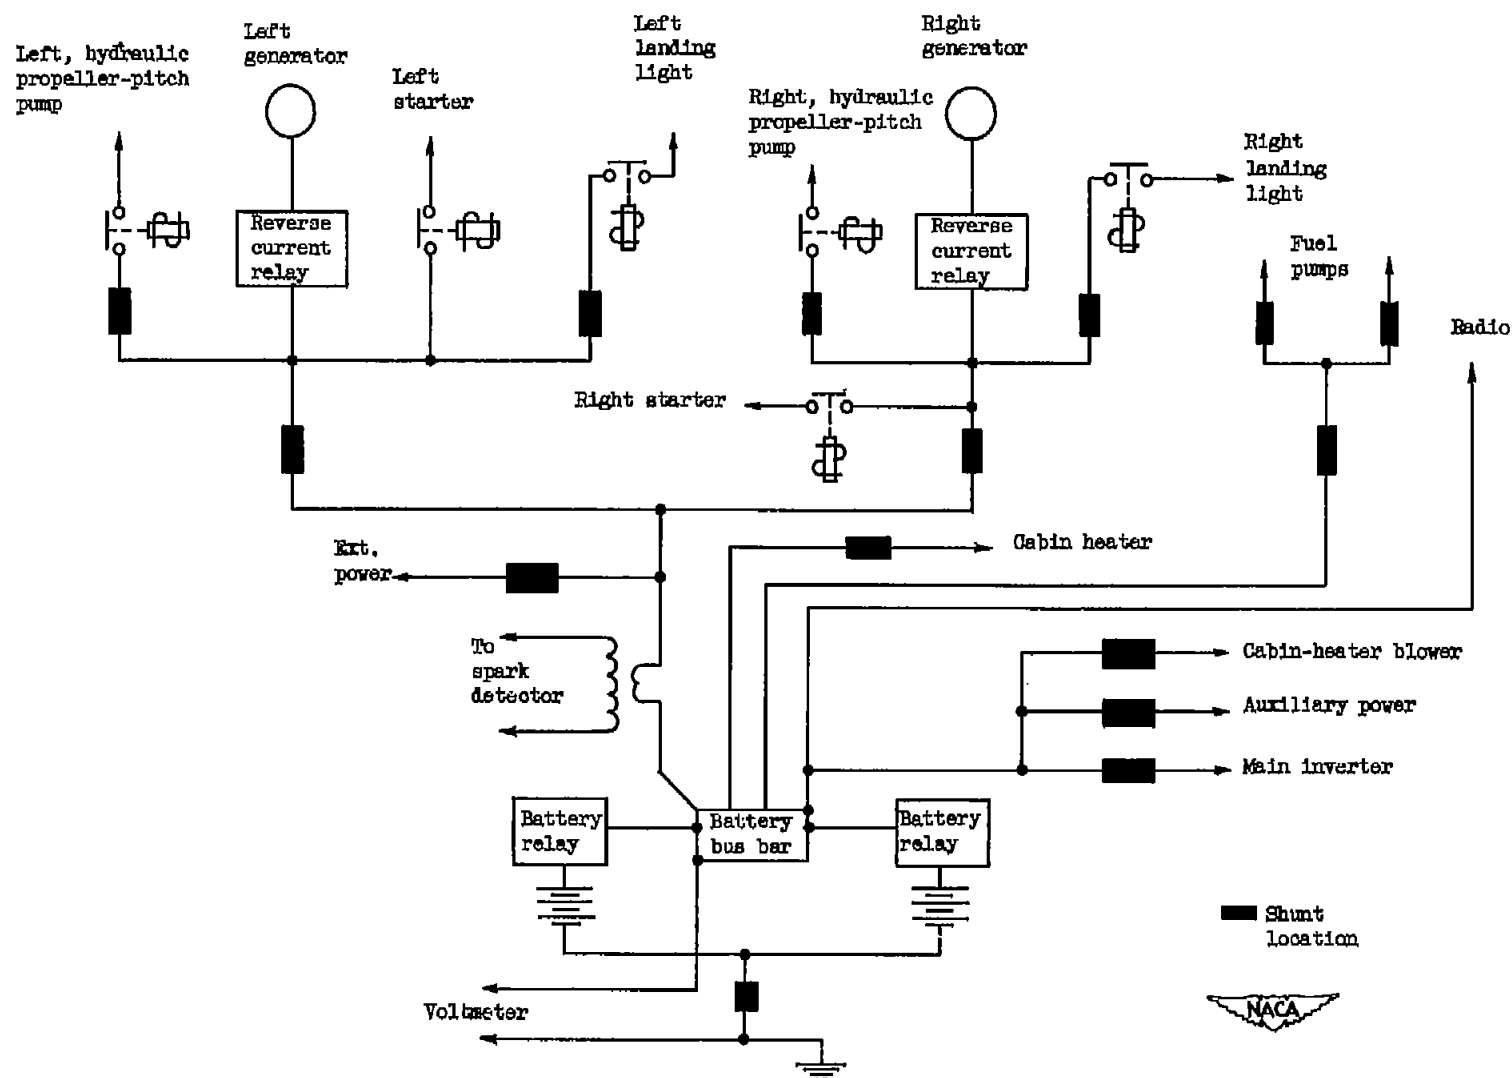 Left, hydraulic
propeller-pitch
pump
Left
generator
Left
starter
Left
landing
light
Right
generator
Right, hydraulic
propeller-pitch
pump
Right
landing
light
Reverse
current
relay
Reverse
current
relay
Fuel
pumps
Radio
Right starter
Ext.
power
Cabin heater
To
spark
detector
Cabin-heater blower
Auxiliary power
Main inverter
Battery
relay
Battery
bus bar
Battery
relay
Shunt
location
Voltmeter
NACA